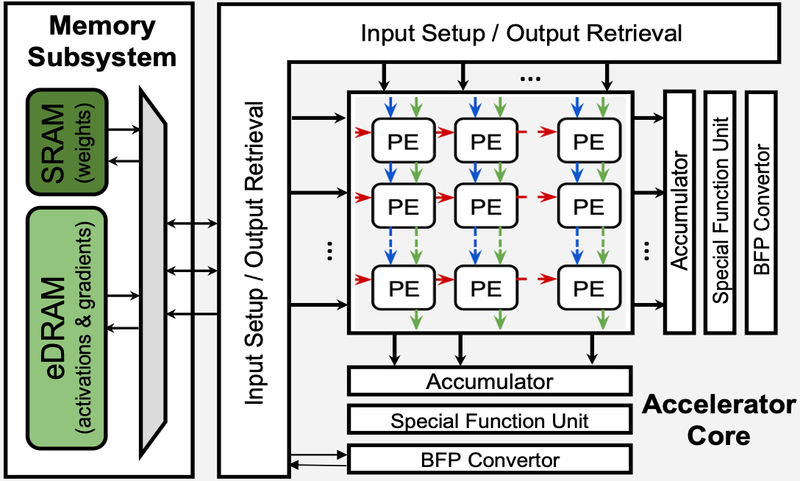 Memory
Subsystem
SRAM
(weights)
eDRAM
(activations & gradients)
Input Setup / Output Retrieval
Input Setup / Output Retrieval
...
...
...
PE PE PE
PE PE PE
PE PE PE
Accumulator
Special Function Unit
BFP Convertor
Accumulator
Special Function Unit
BFP Convertor
Accelerator
Core